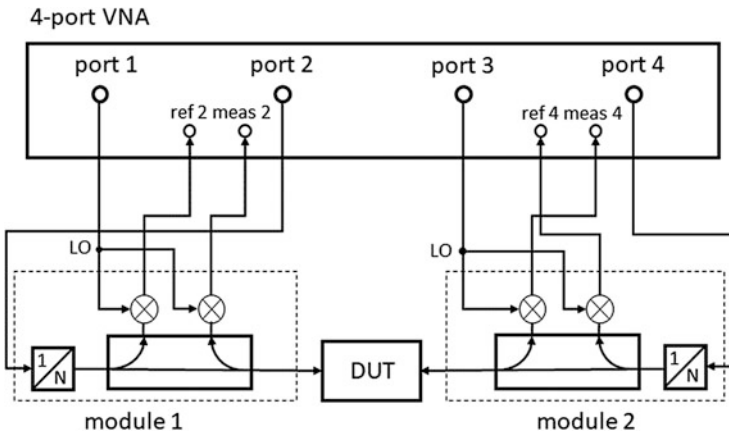 4-port VNA
port 1 port 2 port 3 port 4
ref 2 meas 2 ref 4 meas 4
LO LO
1/N DUT 1/N
module 1 module 2